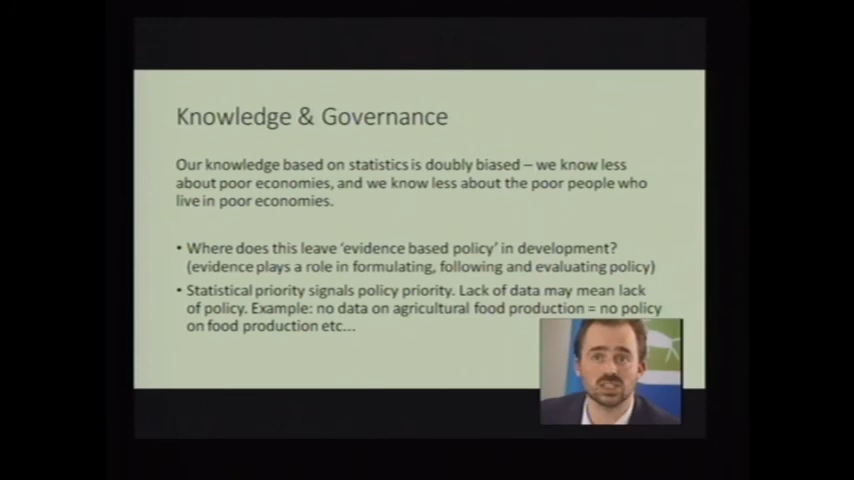 Knowledge & Governance
Our knowledge based on statistics is doubly biased – we know less
about poor economies, and we know less about the poor people who
live in poor economies.
• Where does this leave ‘evidence based policy’ in development?
(evidence plays a role in formulating, following and evaluating policy)
• Statistical priority signals policy priority. Lack of data may mean lack
of policy. Example: no data on agricultural food production = no policy
on food production etc...